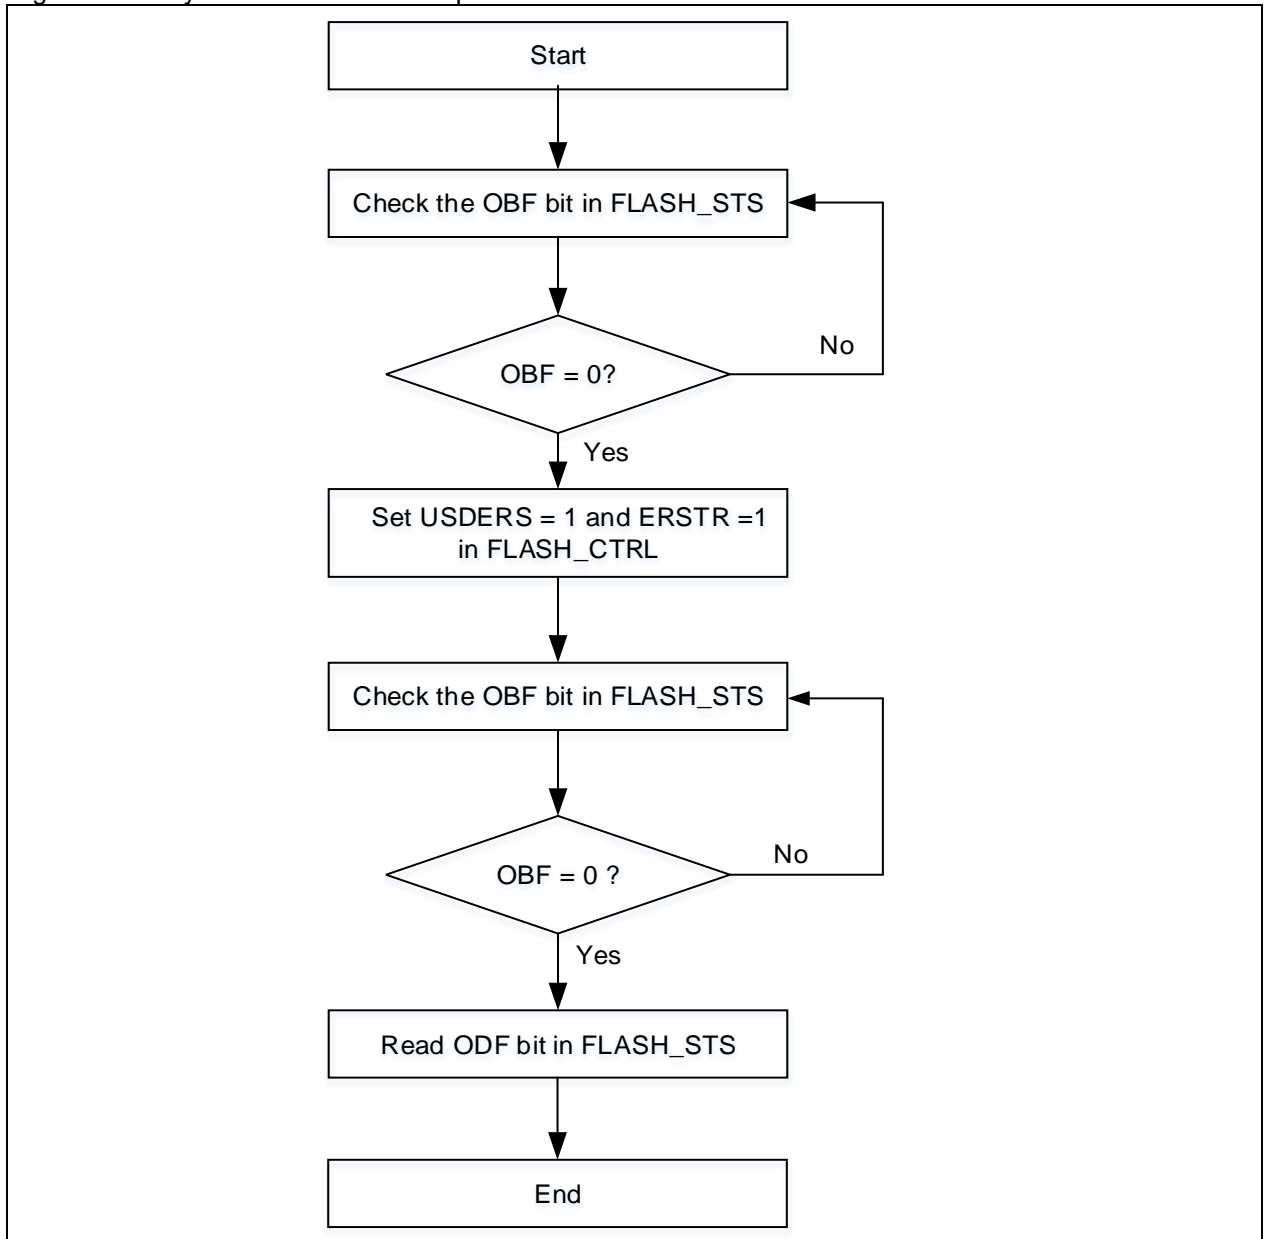 Start
Check the OBF bit in FLASH_STS
No
OBF = 0?
Yes
Set USDERS = 1 and ERSTR =1
in FLASH_CTRL
Check the OBF bit in FLASH_STS
No
OBF = 0 ?
Yes
Read ODF bit in FLASH_STS
End